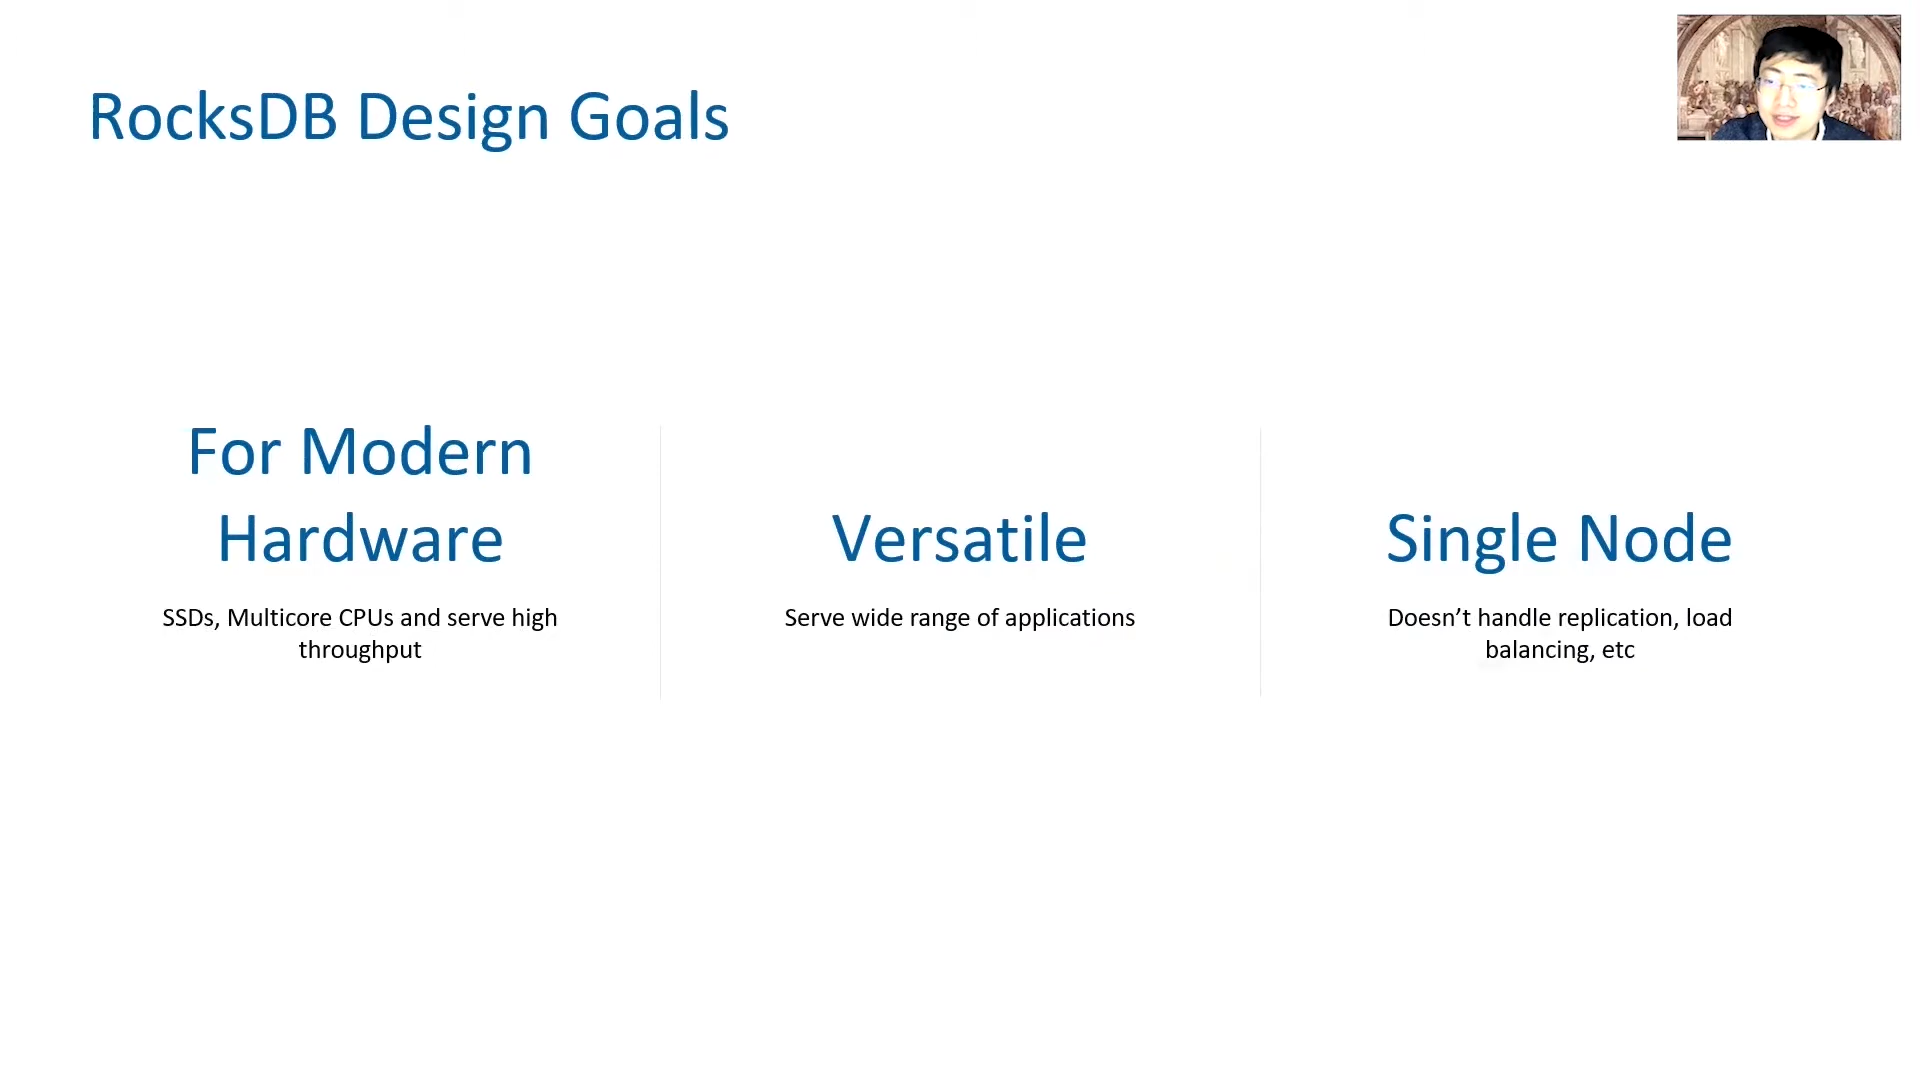 RocksDB Design Goals
For Modern
Hardware
SSDs, Multicore CPUs and serve high
throughput
Versatile
Serve wide range of applications
Single Node
Doesn’t handle replication, load
balancing, etc